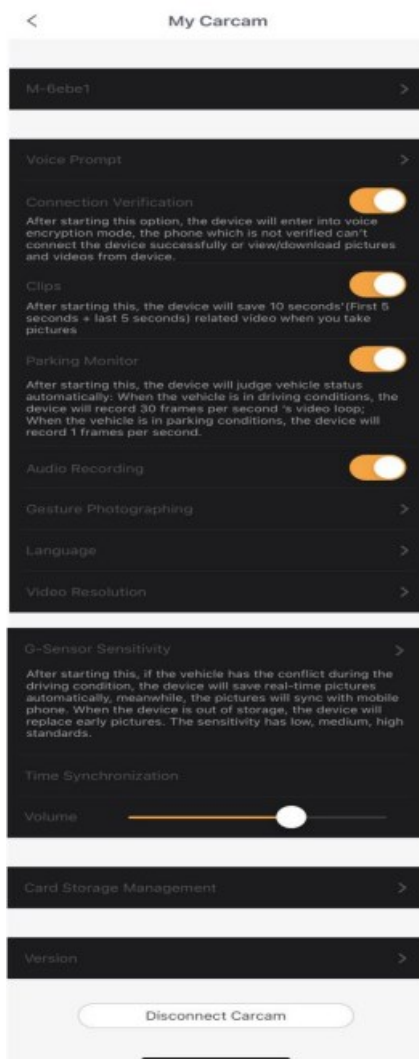 My Carcam
M-6ebe1
Voice Prompt
Connection Verification
After starting this option, the device will enter into voice
encryption mode, the phone which is not verified can't
connect the device successfully or view/download pictures
and videos from device.
Clips
After starting this, the device will save 10 seconds'(First 5
seconds + last 5 seconds) related video when you take
pictures
Parking Monitor
After starting this, the device will judge vehicle status
automatically: When the vehicle is in driving conditions, the
device will record 30 frames per second 's video loop;
When the vehicle is in parking conditions, the device will
record 1 frames per second.
Audio Recording
Gesture Photographing
Language
Video Resolution
G-Sensor Sensitivity
After starting this, if the vehicle has the conflict during the
driving condition, the device will save real-time pictures
automatically, meanwhile, the pictures will sync with mobile
phone. When the device is out of storage, the device will
replace early pictures. The sensitivity has low, medium, high
standards.
Time Synchronization
Volume
Card Storage Management
Version
Disconnect Carcam